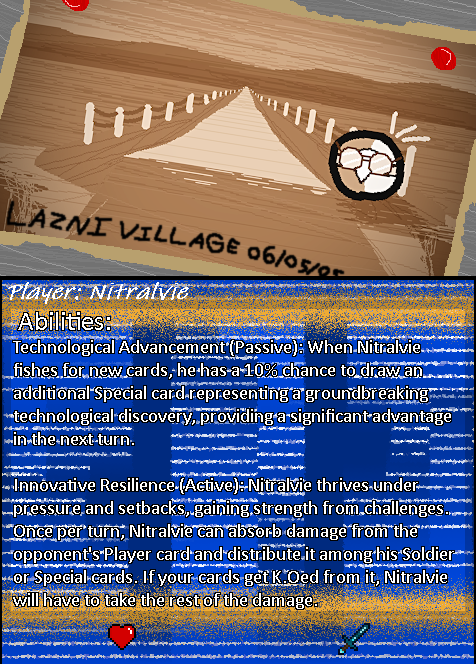 LAZNI VILLAGE 06/05/05
Player: Nitralvie
Abilities:
Technological Advancement (Passive): When Nitralvie
fishes for new cards, he has a 10% chance to draw an
additional Special card representing a groundbreaking
technological discovery, providing a significant advantage
in the next turn.
Innovative Resilience (Active): Nitralvie thrives under
pressure and setbacks, gaining strength from challenges.
Once per turn, Nitralvie can absorb damage from the
opponent's Player card and distribute it among his Soldier
or Special cards. If your cards get K.Oed from it, Nitralvie
will have to take the rest of the damage.